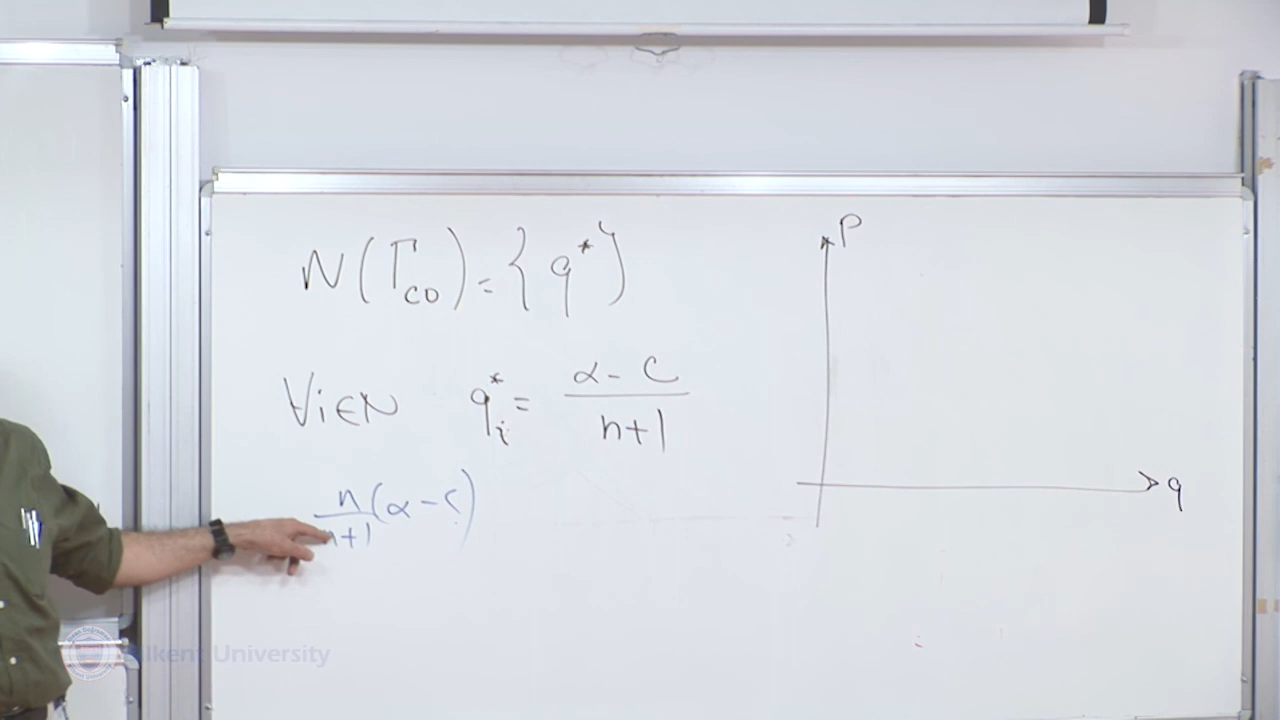 N(Γ_CO) = {q*}
∀i∈N q*_i = (α - C)/(n+1)
n/(n+1) (α - C)
P
q
Bilkent University